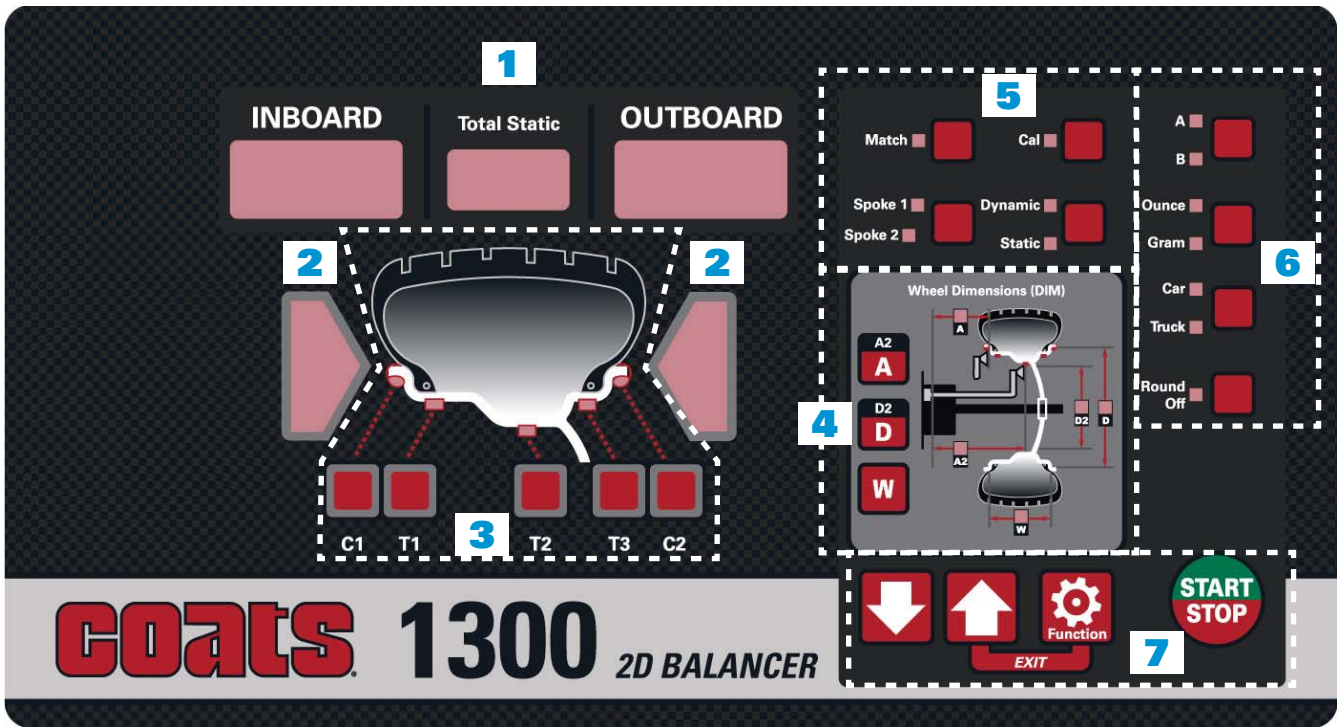 1
INBOARD
Total Static
OUTBOARD
2
2
C1
T1
3
T2
T3
C2
5
Match
Cal
Spoke 1
Spoke 2
Dynamic
Static
A
B
Ounce
Gram
6
Car
Truck
Round
Off
4
Wheel Dimensions (DIM)
A2
A
D2
D
W
A
D2
D
A2
W
Function
EXIT
START
STOP
7
COATS 1300 2D BALANCER